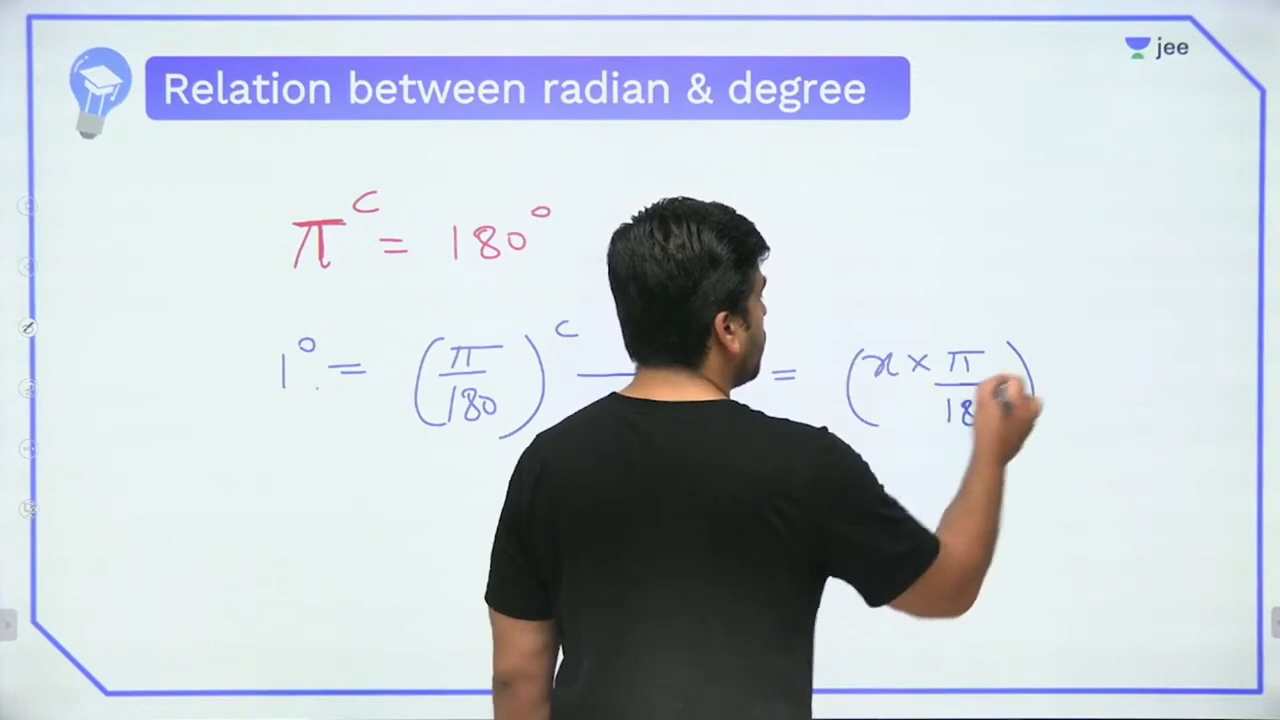 jee
Relation between radian & degree
π^c = 180°
1° = (π/180)^c — = (x × π/18)